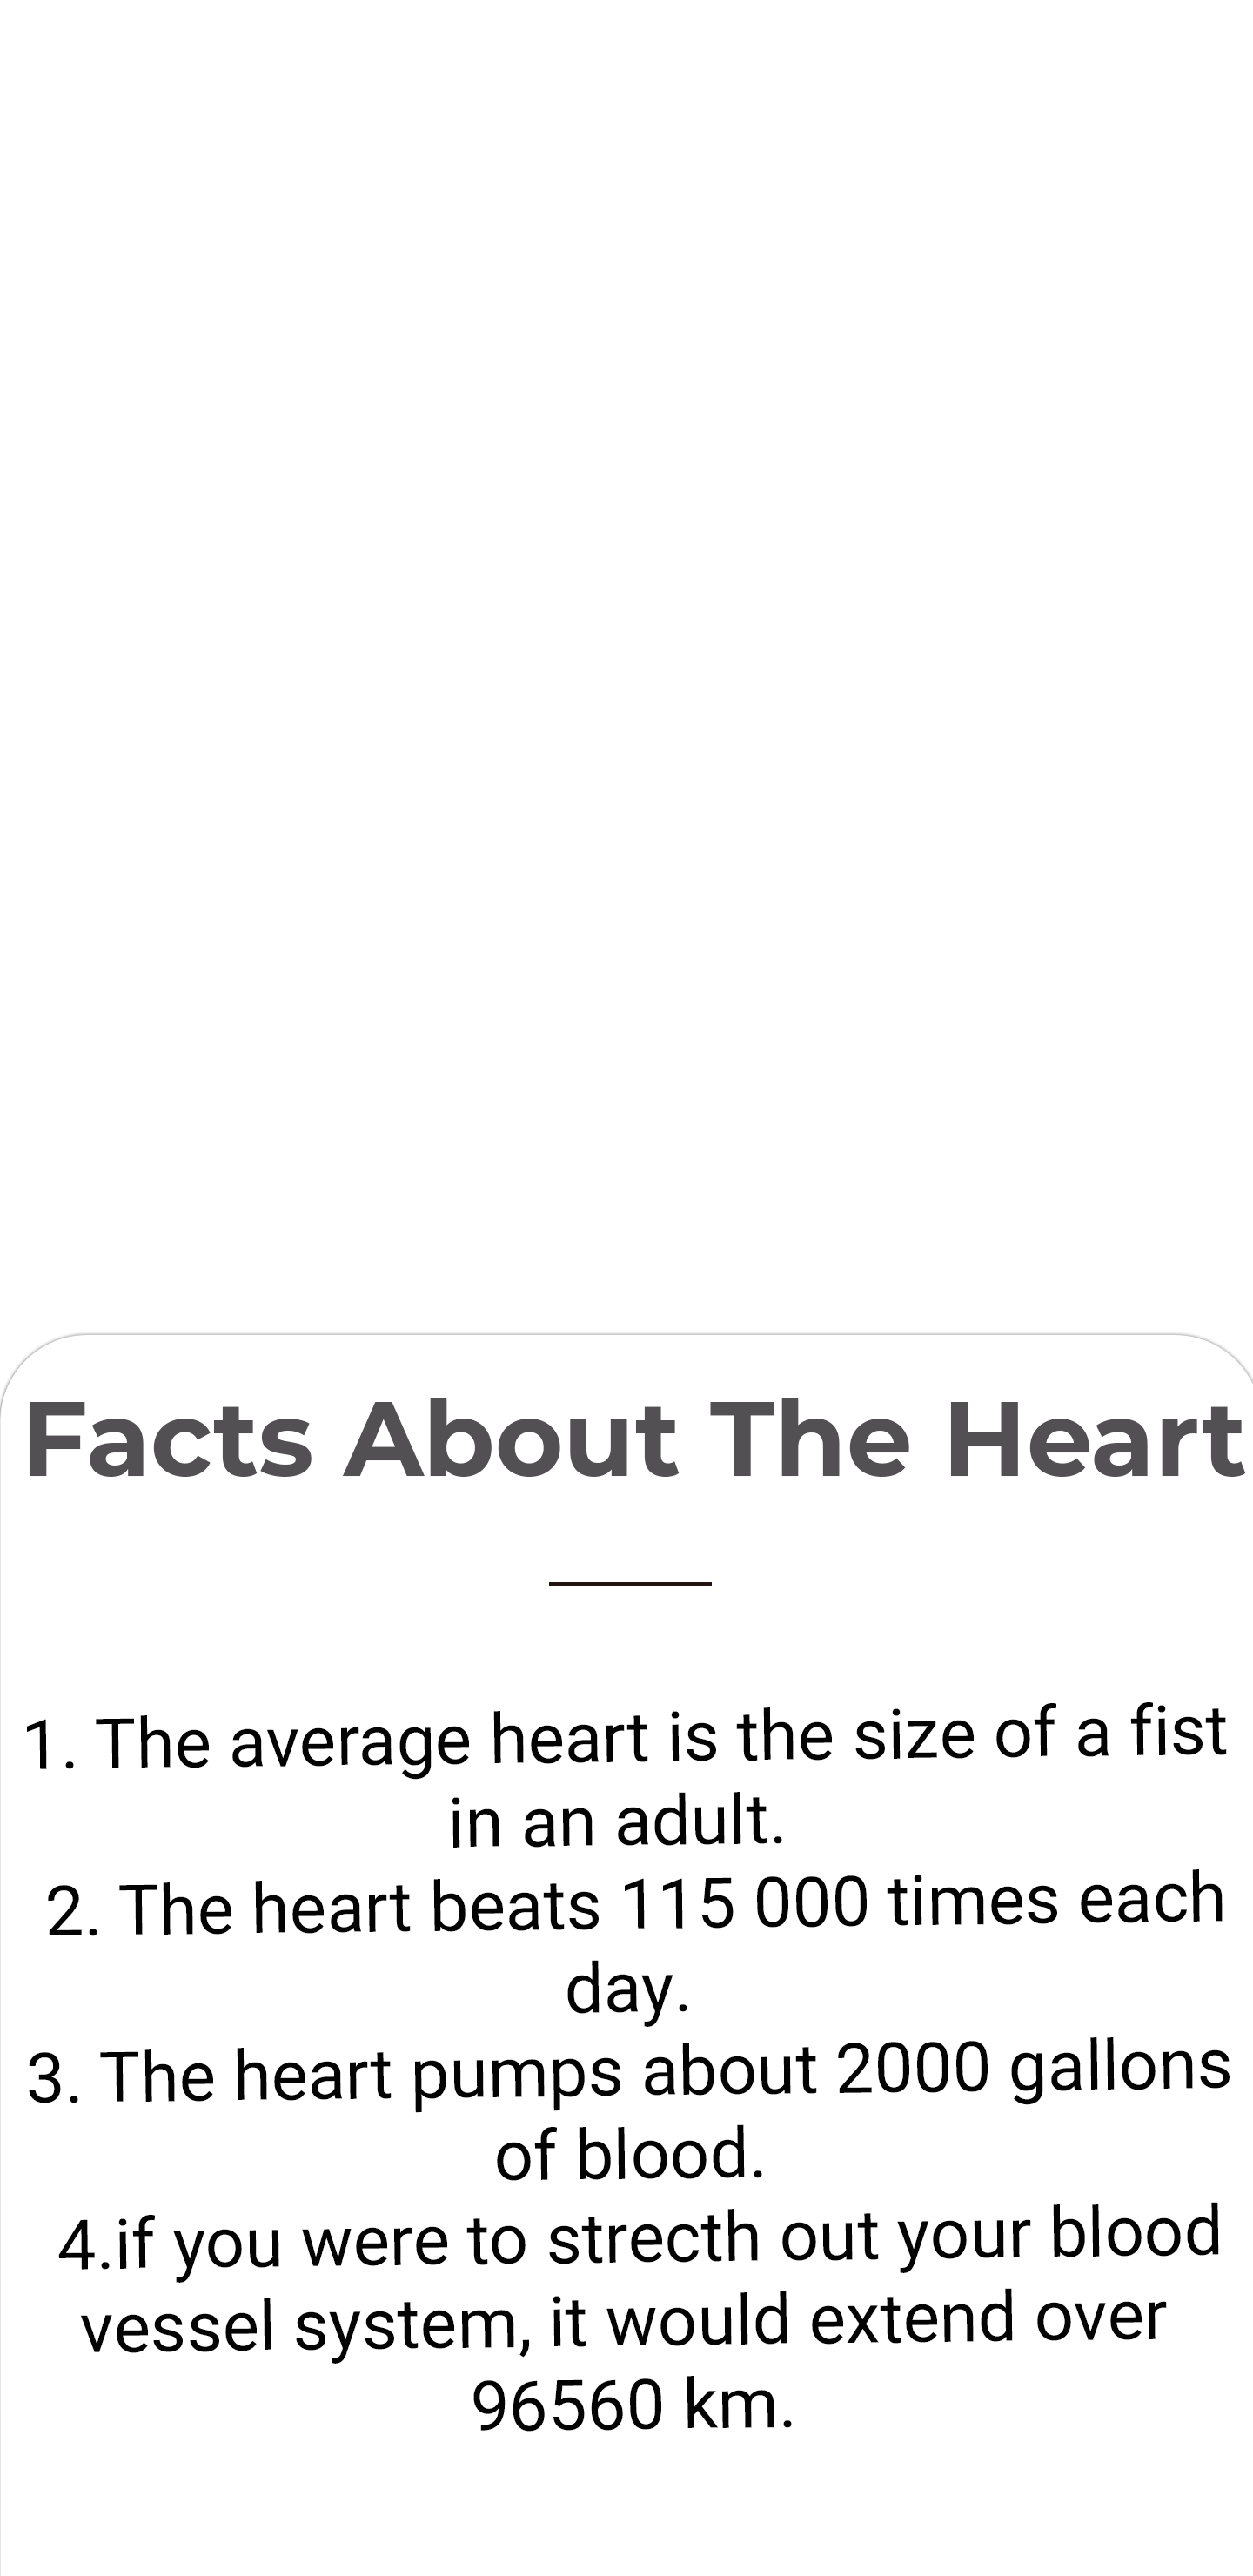 Facts About The Heart
1. The average heart is the size of a fist
in an adult.
2. The heart beats 115 000 times each
day.
3. The heart pumps about 2000 gallons
of blood.
4.if you were to strecth out your blood
vessel system, it would extend over
96560 km.